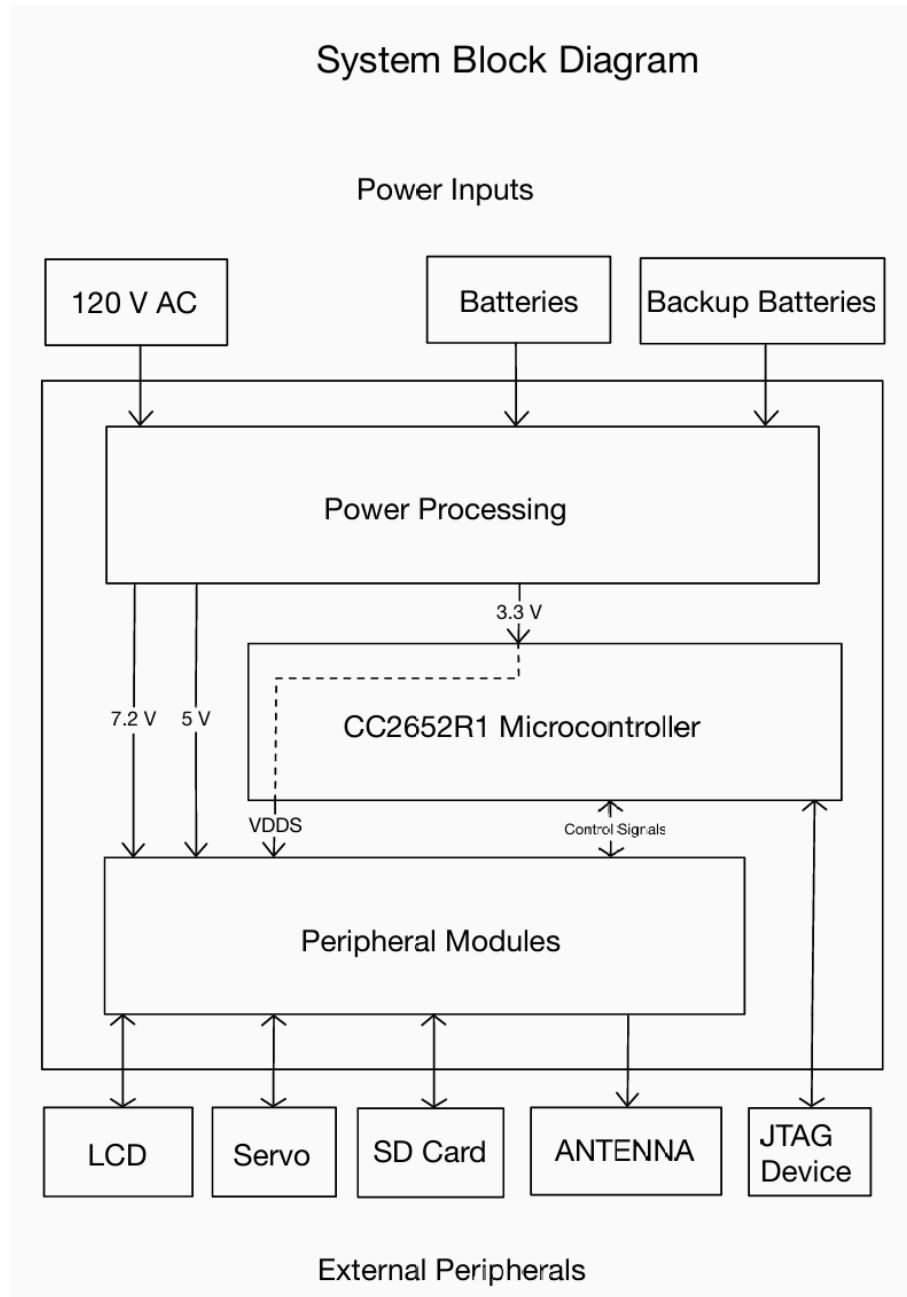 System Block Diagram
Power Inputs
120 V AC
Batteries
Backup Batteries
Power Processing
3.3 V
7.2 V
5 V
CC2652R1 Microcontroller
VDDS
Control Signals
Peripheral Modules
LCD
Servo
SD Card
ANTENNA
JTAG
Device
External Peripherals